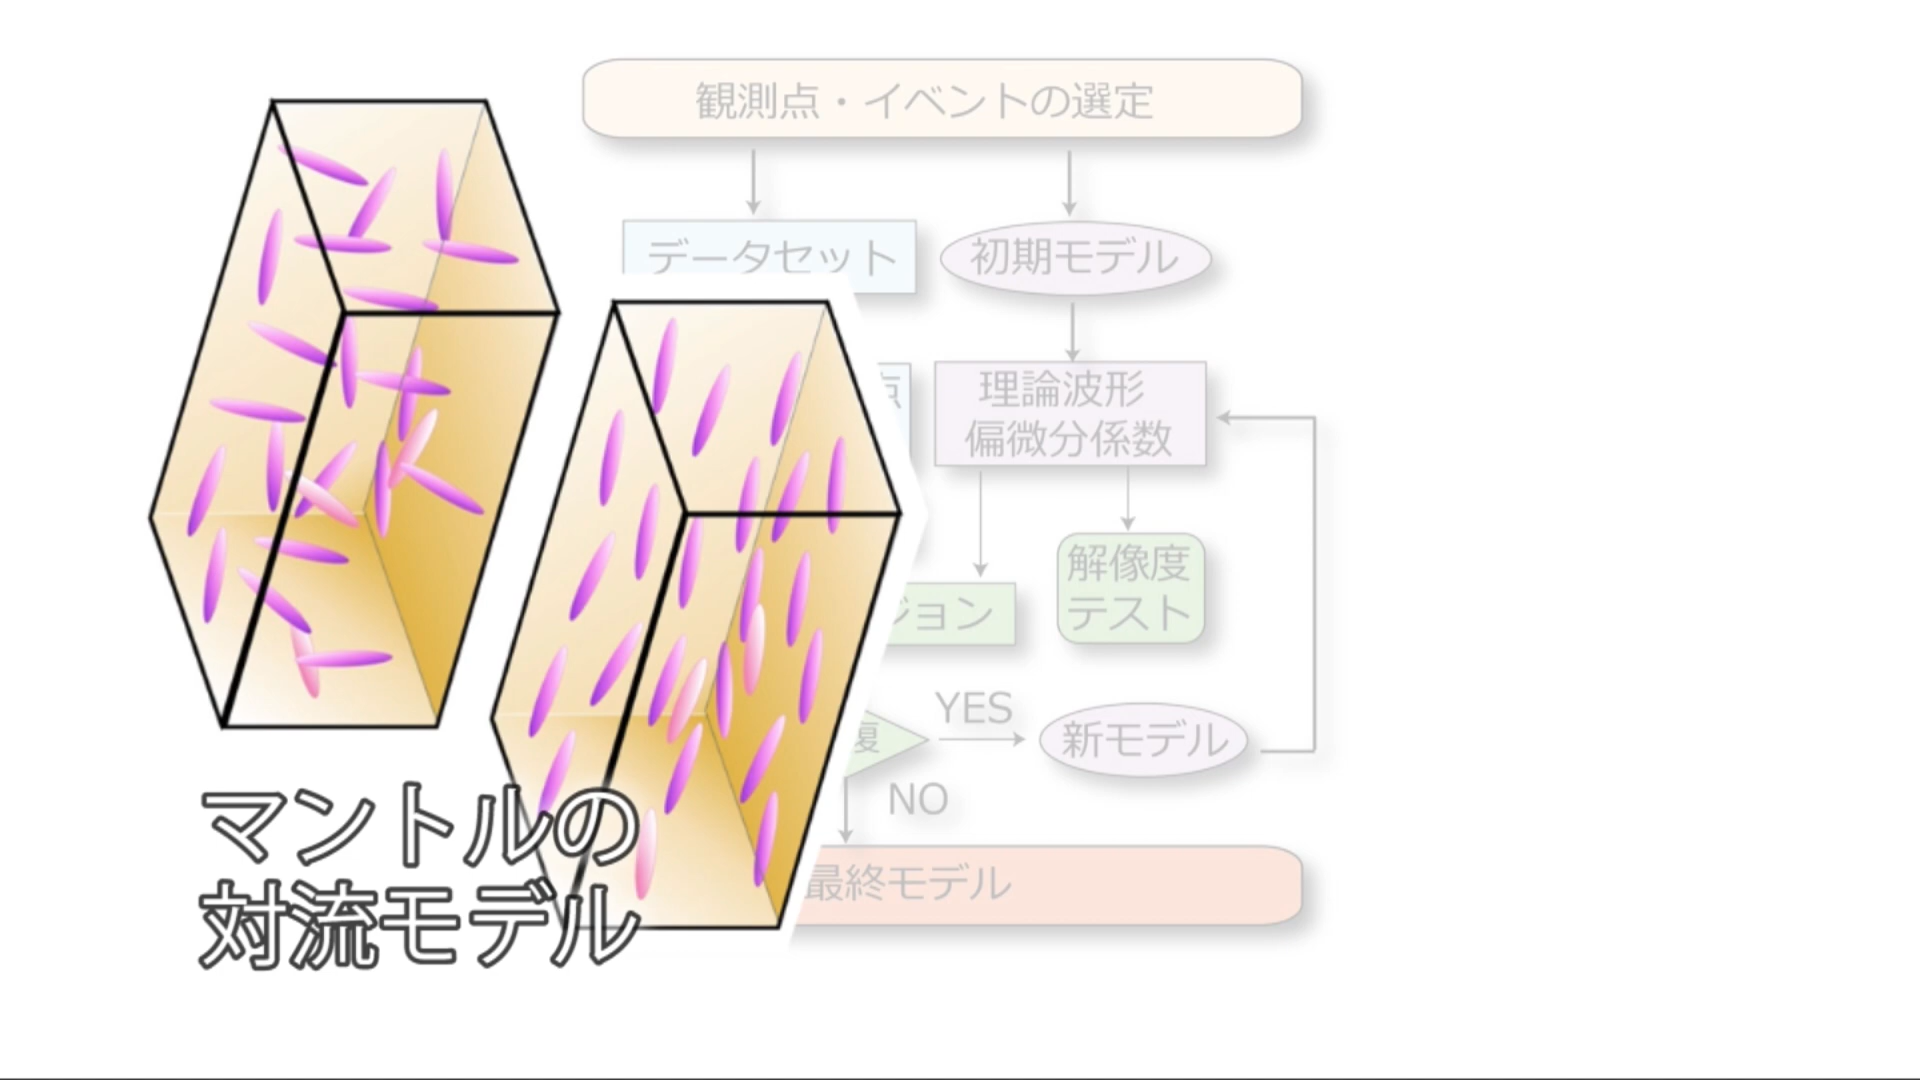 観測点・イベントの選定
データセット
初期モデル
点
理論波形
偏微分係数
ジョン
解像度
テスト
復
YES
新モデル
NO
最終モデル
マントルの
対流モデル